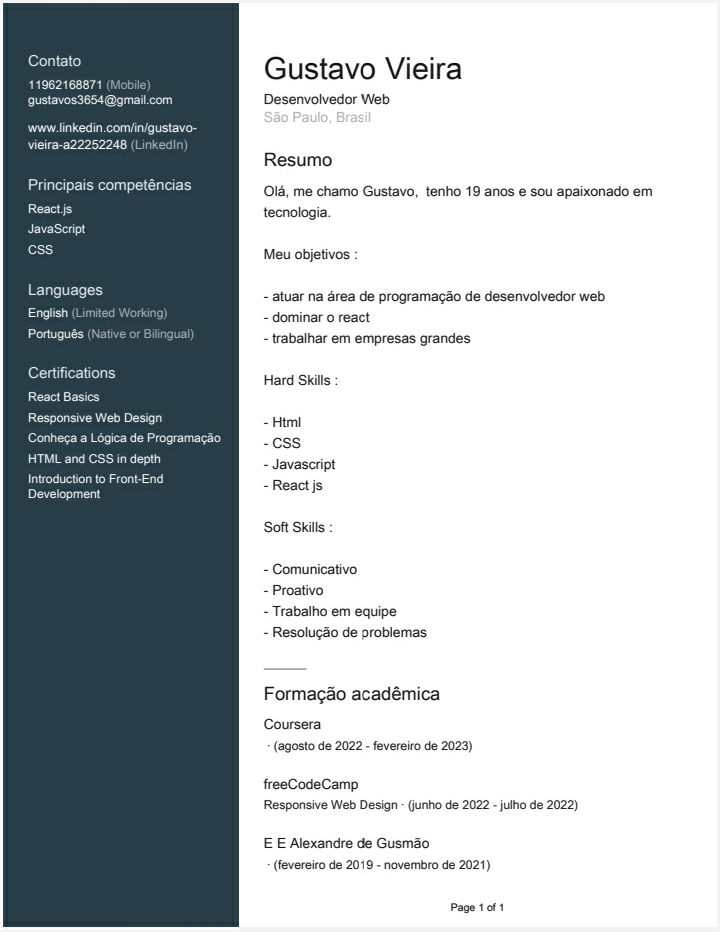 Contato
11962168871 (Mobile)
gustavos3654@gmail.com
www.linkedin.com/in/gustavo-
vieira-a22252248 (LinkedIn)
Principais competências
React.js
JavaScript
CSS
Languages
English (Limited Working)
Português (Native or Bilingual)
Certifications
React Basics
Responsive Web Design
Conheça a Lógica de Programação
HTML and CSS in depth
Introduction to Front-End
Development
Gustavo Vieira
Desenvolvedor Web
São Paulo, Brasil
Resumo
Olá, me chamo Gustavo,  tenho 19 anos e sou apaixonado em
tecnologia.
Meu objetivos :
- atuar na área de programação de desenvolvedor web
- dominar o react
- trabalhar em empresas grandes
Hard Skills :
- Html
- CSS
- Javascript
- React js
Soft Skills :
- Comunicativo
- Proativo
- Trabalho em equipe
- Resolução de problemas
Formação acadêmica
Coursera
· (agosto de 2022 - fevereiro de 2023)
freeCodeCamp
Responsive Web Design · (junho de 2022 - julho de 2022)
E E Alexandre de Gusmão
· (fevereiro de 2019 - novembro de 2021)
Page 1 of 1